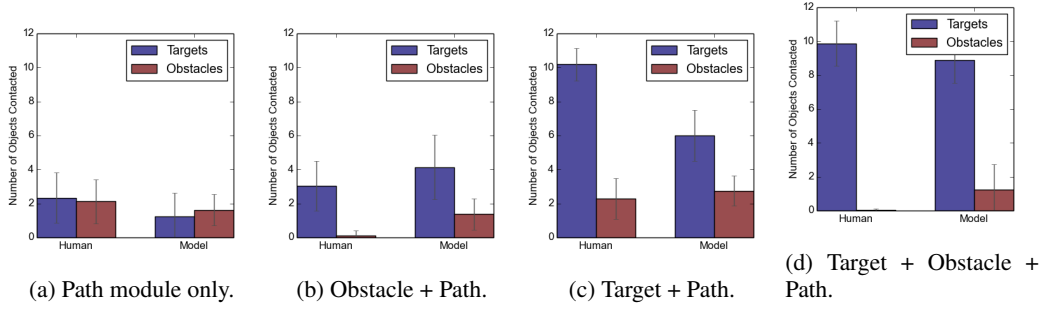 Number of Objects Contacted
12
10
8
6
4
2
0
Targets
Obstacles
Human Model
(a) Path module only.
Number of Objects Contacted
12
10
8
6
4
2
0
Targets
Obstacles
Human Model
(b) Obstacle + Path.
Number of Objects Contacted
12
10
8
6
4
2
0
Targets
Obstacles
Human Model
(c) Target + Path.
Number of Objects Contacted
12
10
8
6
4
2
0
Targets
Obstacles
Human Model
(d) Target + Obstacle +
Path.